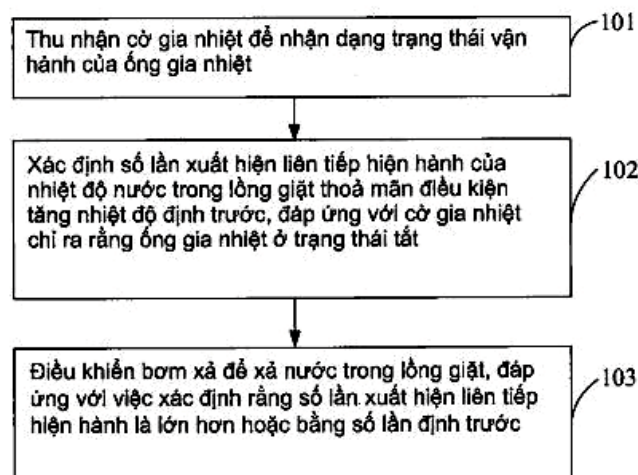 Thu nhận cờ gia nhiệt để nhận dạng trạng thái vận
hành của ống gia nhiệt
101
Xác định số lần xuất hiện liên tiếp hiện hành của
nhiệt độ nước trong lồng giặt thoả mãn điều kiện
tăng nhiệt độ định trước, đáp ứng với cờ gia nhiệt
chỉ ra rằng ống gia nhiệt ở trạng thái tắt
102
Điều khiển bơm xả để xả nước trong lồng giặt, đáp
ứng với việc xác định rằng số lần xuất hiện liên tiếp
hiện hành là lớn hơn hoặc bằng số lần định trước
103